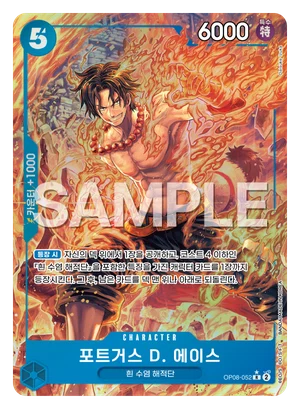 5
6000
특수
特
카운터 +1000
SAMPLE
등장 시 자신의 덱 위에서 1장을 공개하고, 코스트 4 이하인
『흰 수염 해적단』을 포함한 특징을 가진 캐릭터 카드를 1장까지
등장시킨다. 그 후, 남은 카드를 덱 맨 위나 아래로 되돌린다.
CHARACTER
포트거스 D. 에이스
흰 수염 해적단
OP08-052 R 2